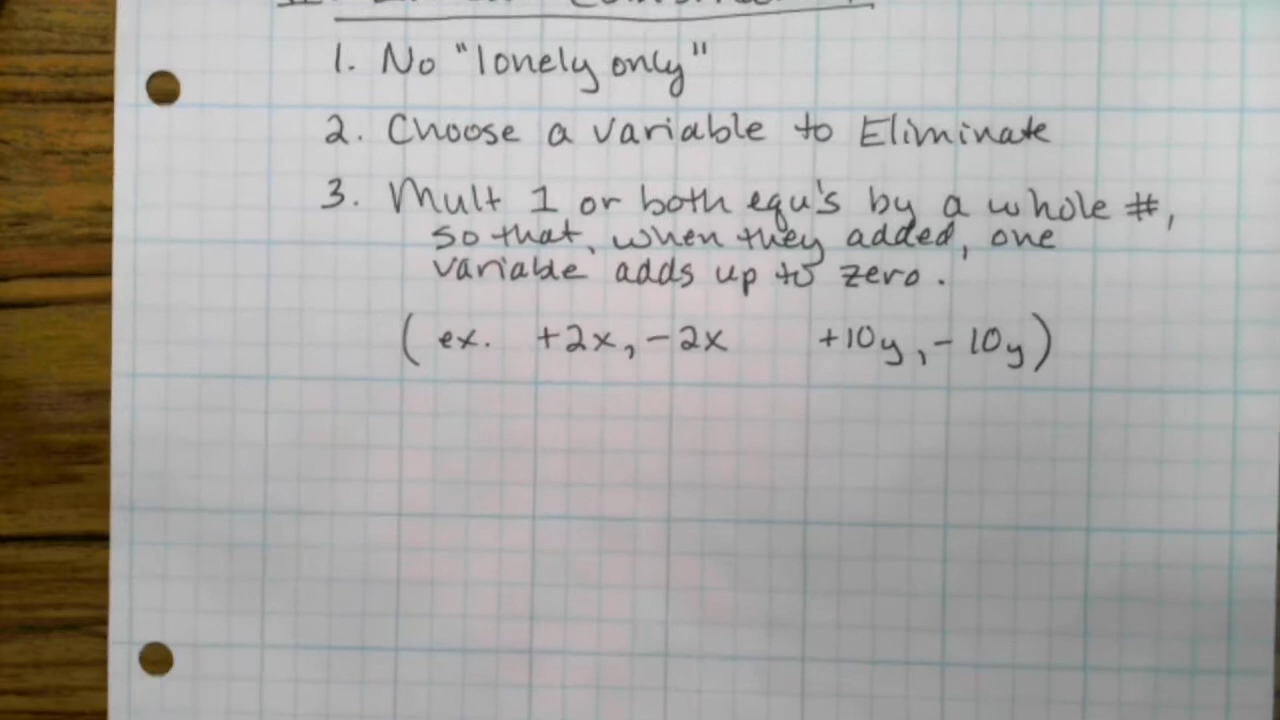 1. No "lonely only"
2. Choose a variable to Eliminate
3. Mult 1 or both equ's by a whole #,
so that, when they added, one
variable adds up to zero.
(ex. +2x, -2x +10y, -10y)